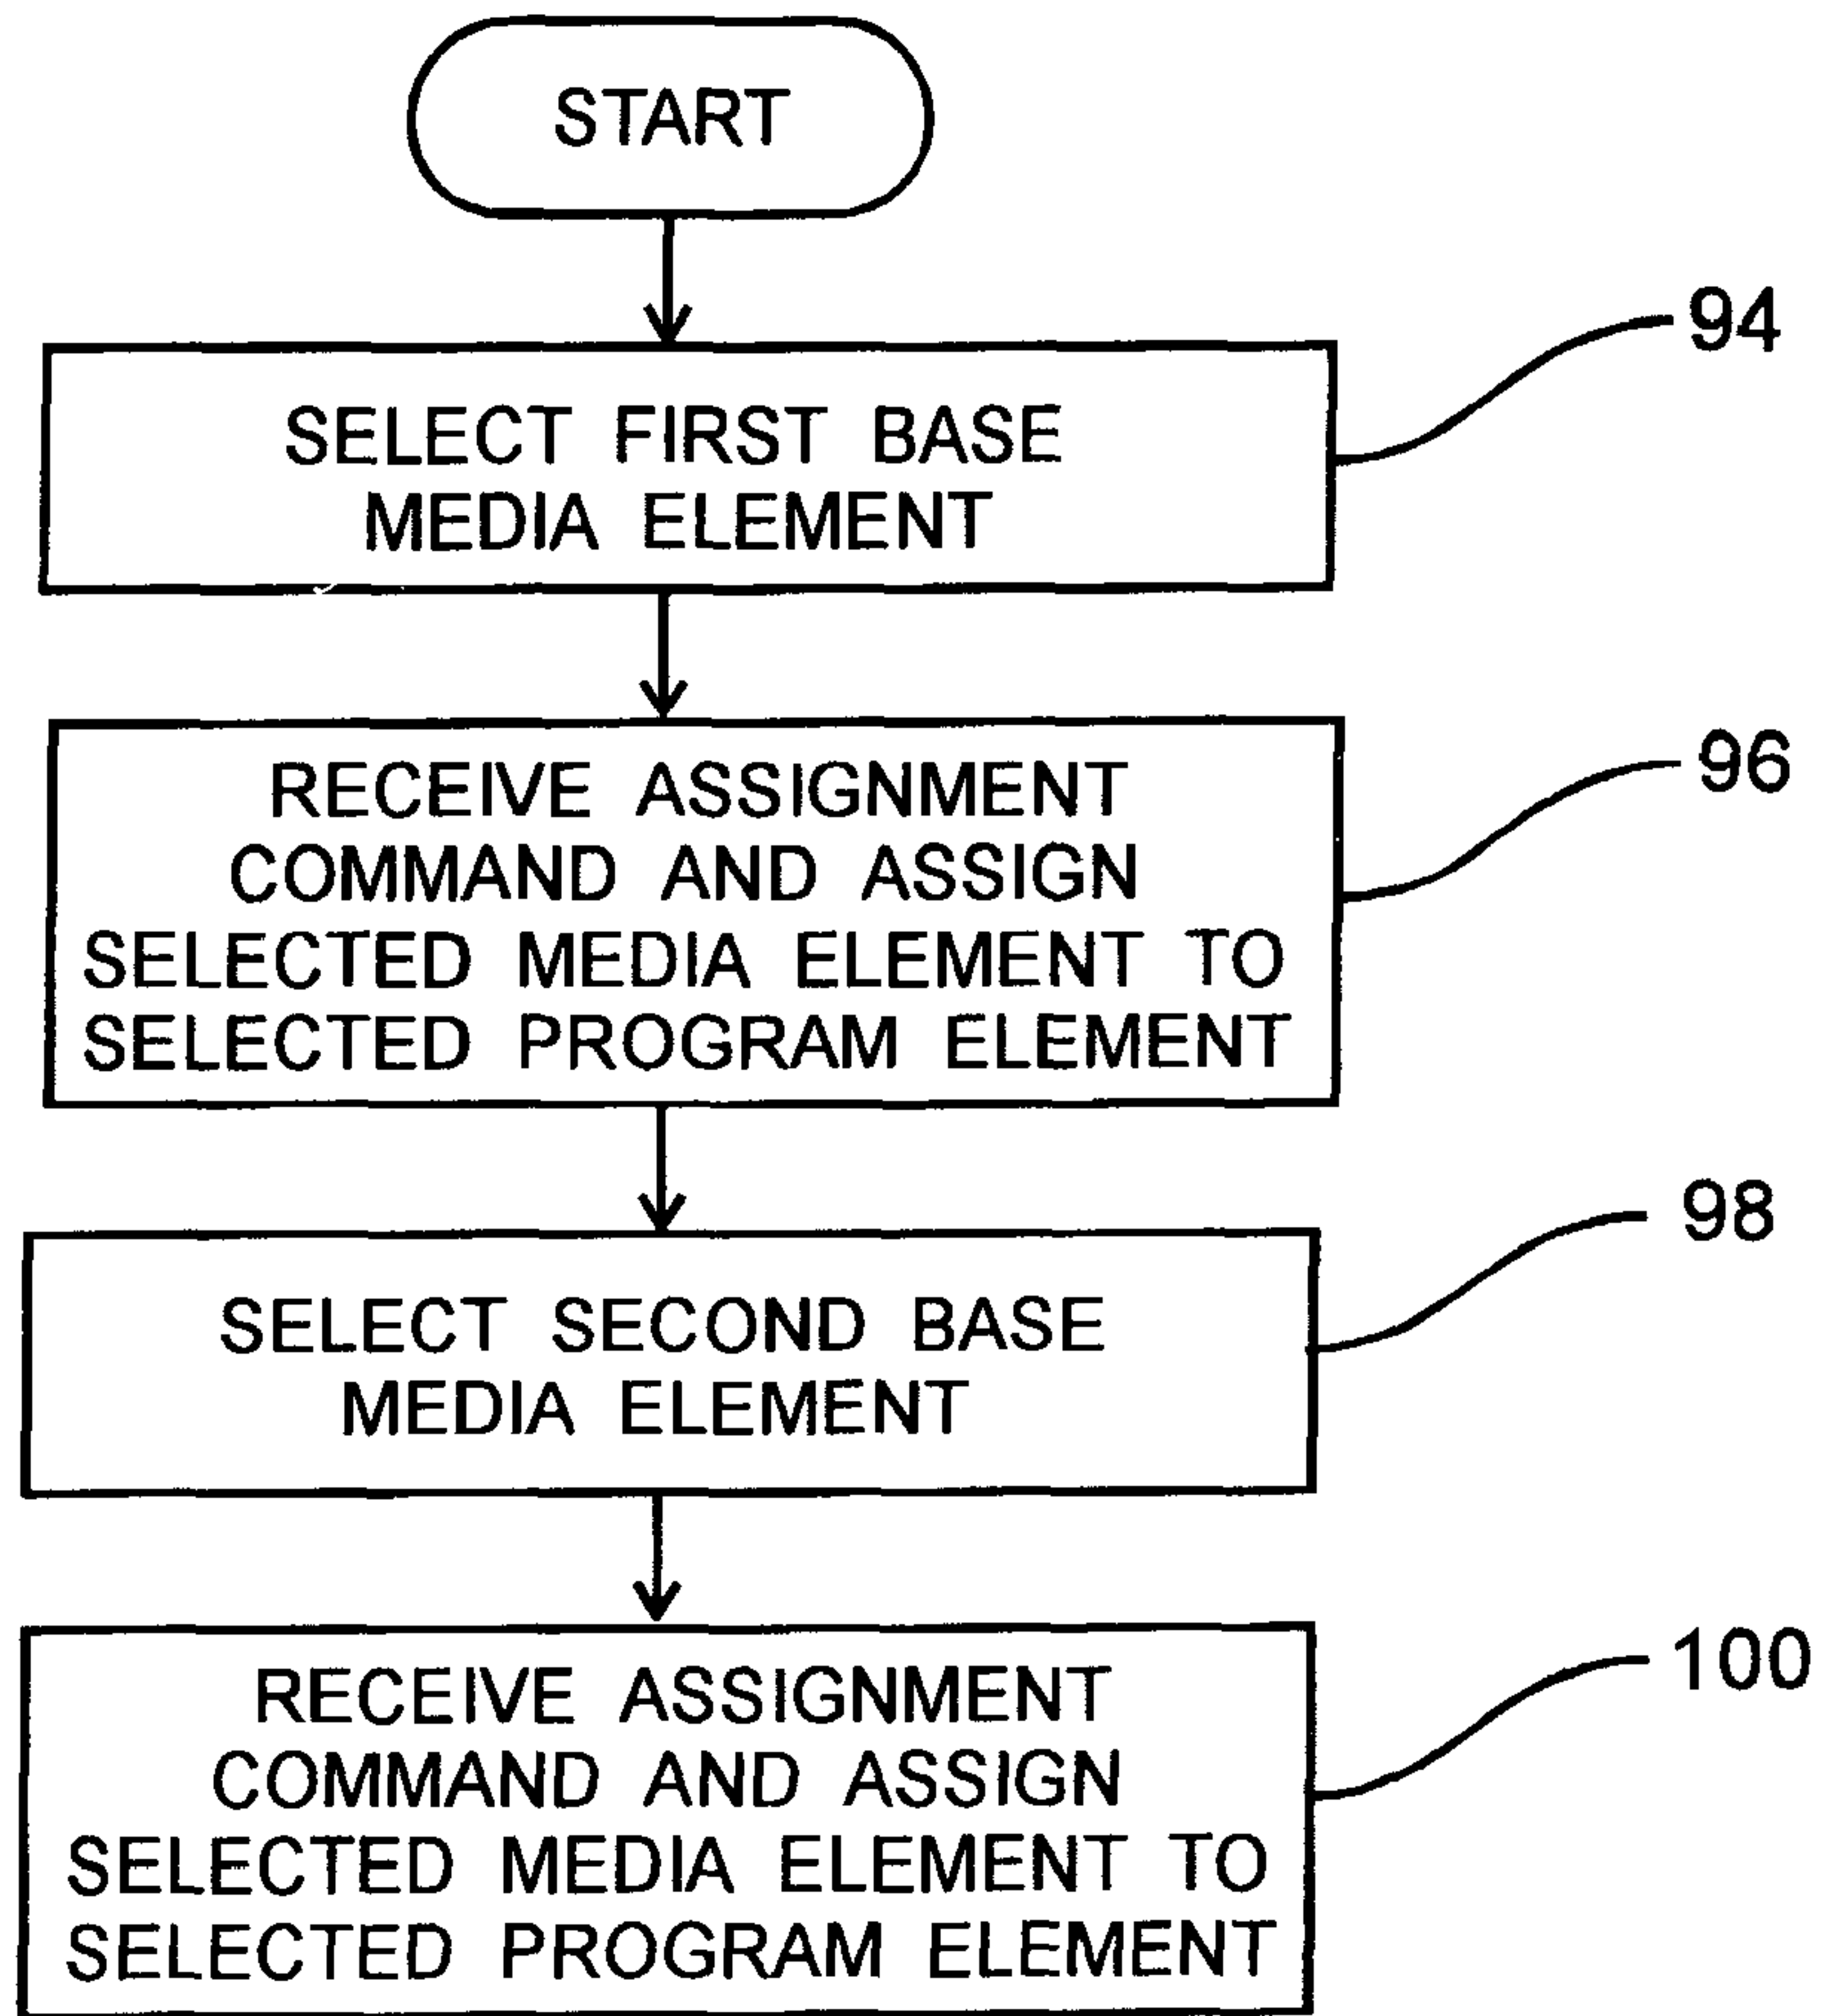 START
94
SELECT FIRST BASE
MEDIA ELEMENT
96
RECEIVE ASSIGNMENT
COMMAND AND ASSIGN
SELECTED MEDIA ELEMENT TO
SELECTED PROGRAM ELEMENT
98
SELECT SECOND BASE
MEDIA ELEMENT
100
RECEIVE ASSIGNMENT
COMMAND AND ASSIGN
SELECTED MEDIA ELEMENT TO
SELECTED PROGRAM ELEMENT